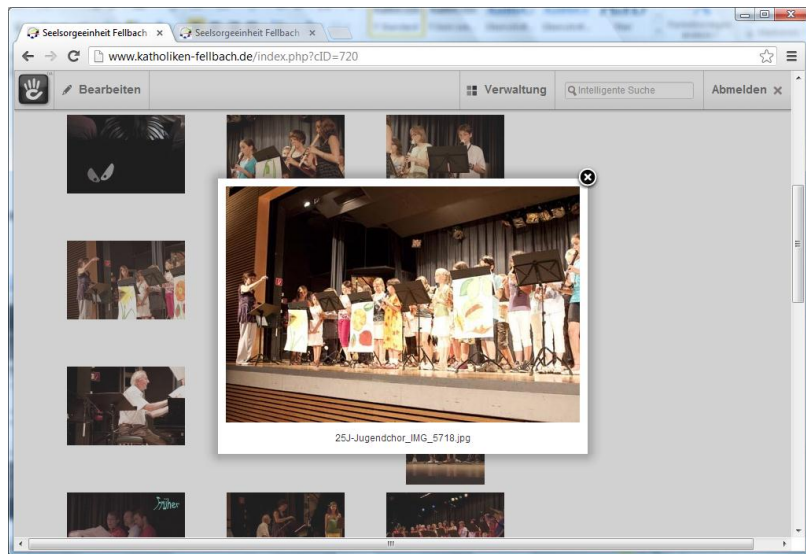 Seelsorgeeinheit Fellbach
Seelsorgeeinheit Fellbach
www.katholiken-fellbach.de/index.php?cID=720
Bearbeiten
Verwaltung
Intelligente Suche
Abmelden
25J-Jugendchor_IMG_5718.jpg
früher